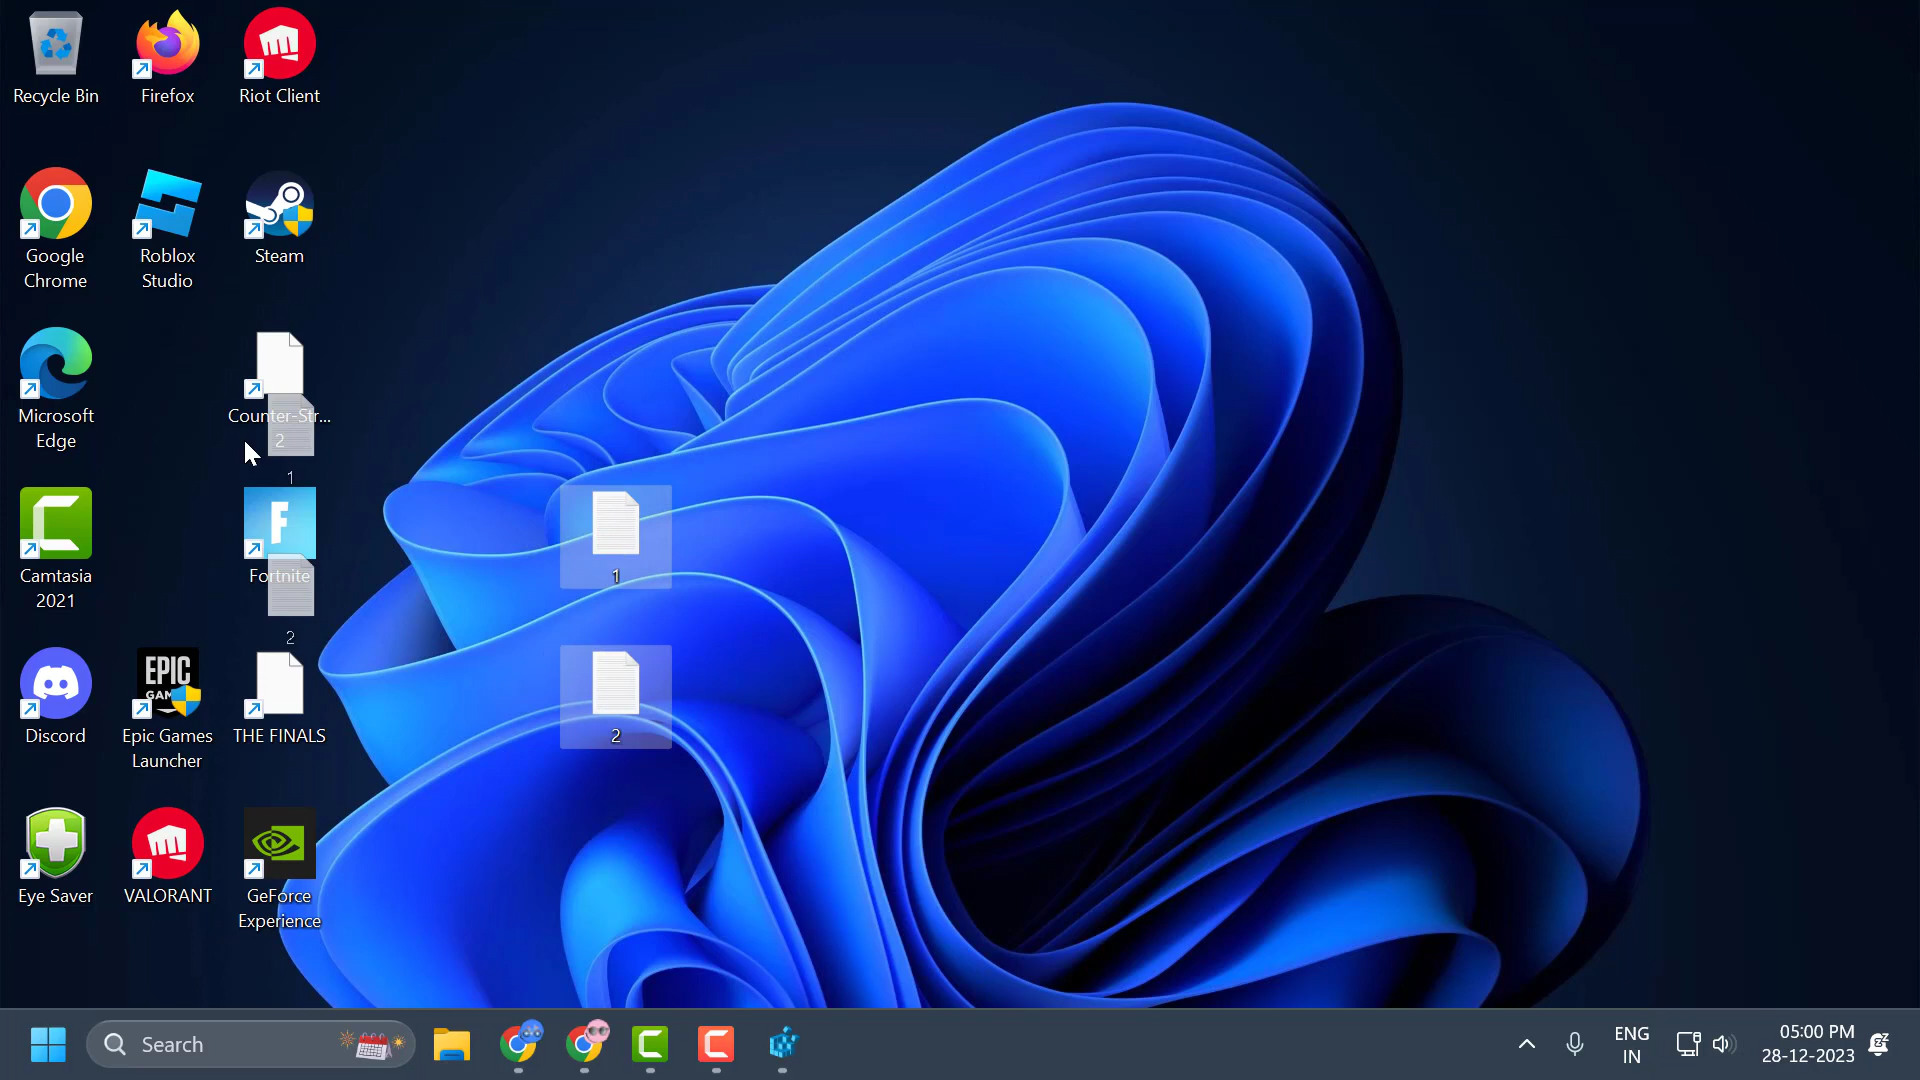 Recycle Bin
Firefox
Riot Client
Google
Chrome
Roblox
Studio
Steam
Microsoft
Edge
Counter-Str...
2
1
Camtasia
2021
Fortnite
2
1
Discord
EPIC
GAM
Epic Games
Launcher
THE FINALS
2
Eye Saver
VALORANT
GeForce
Experience
Search
ENG
IN
05:00 PM
28-12-2023